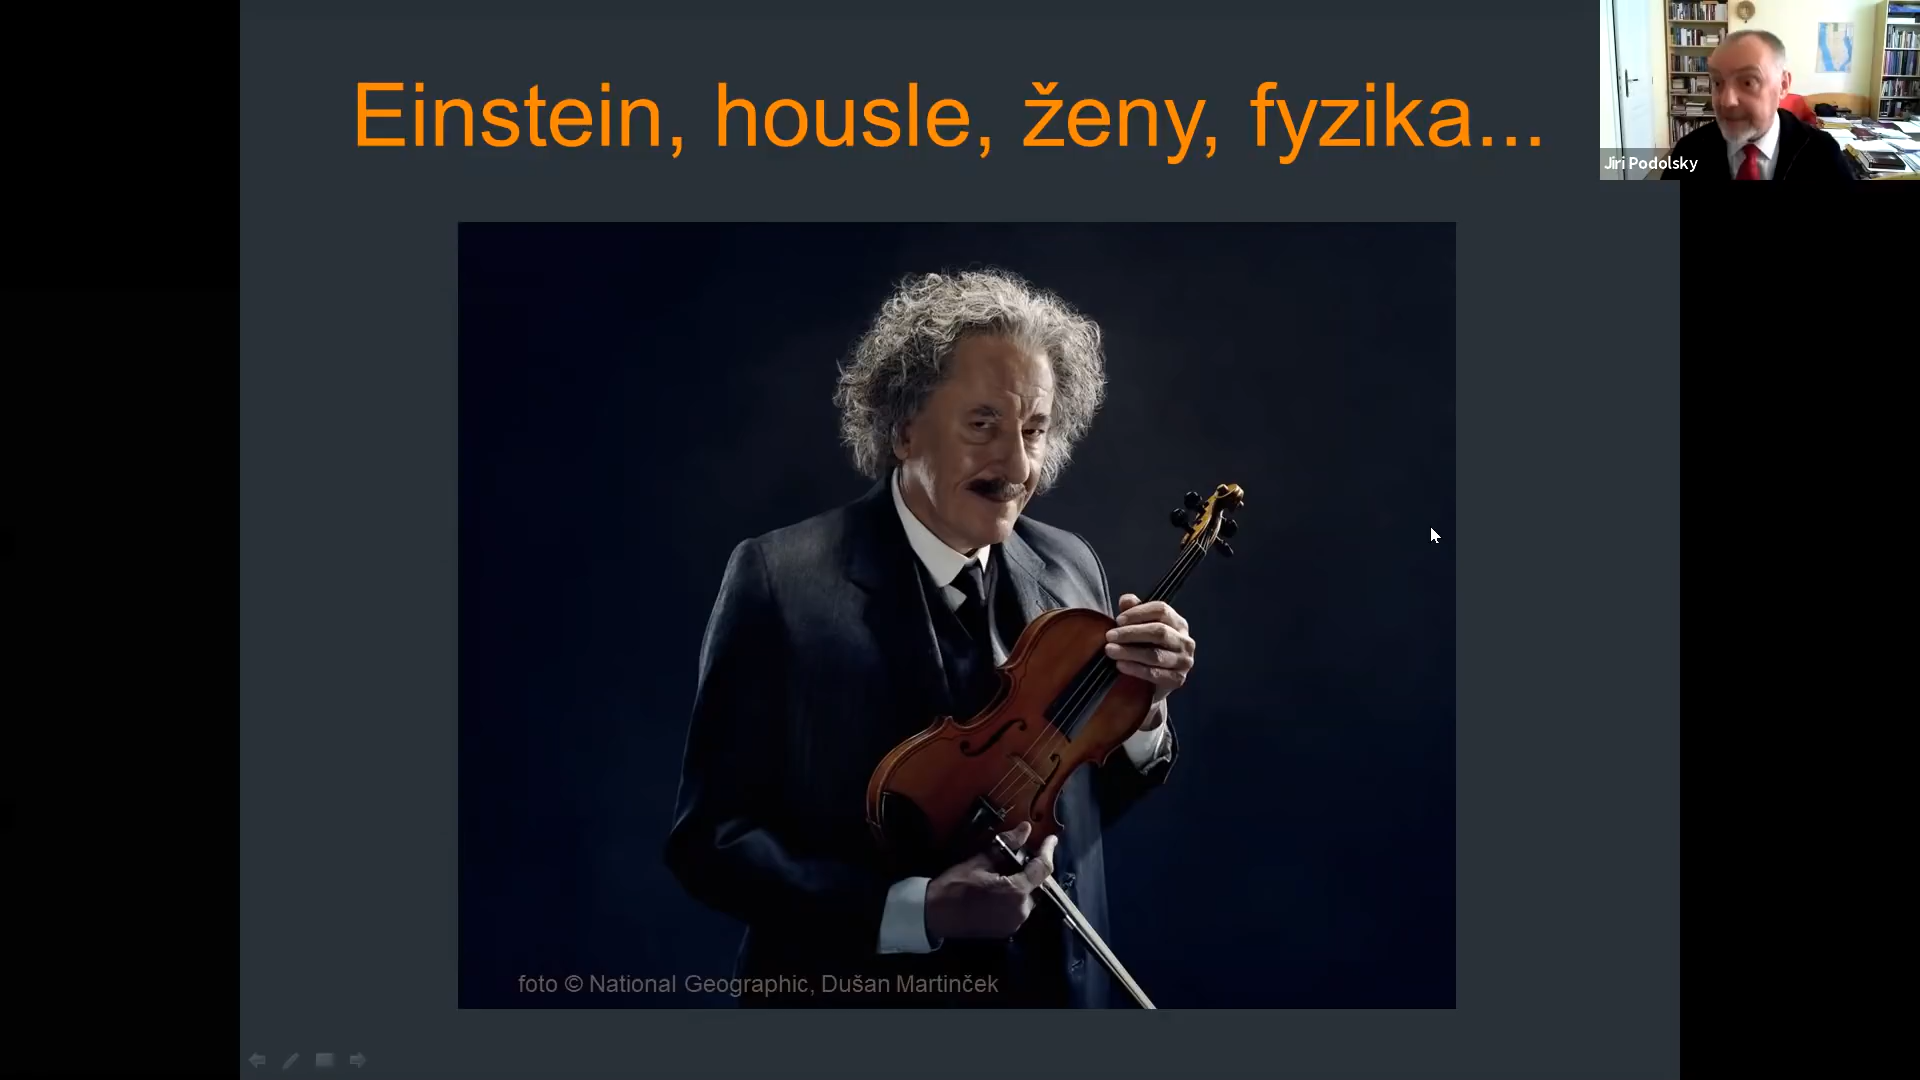 Einstein, housle, ženy, fyzika...
Jiri Podolsky
foto © National Geographic, Dušan Martinček